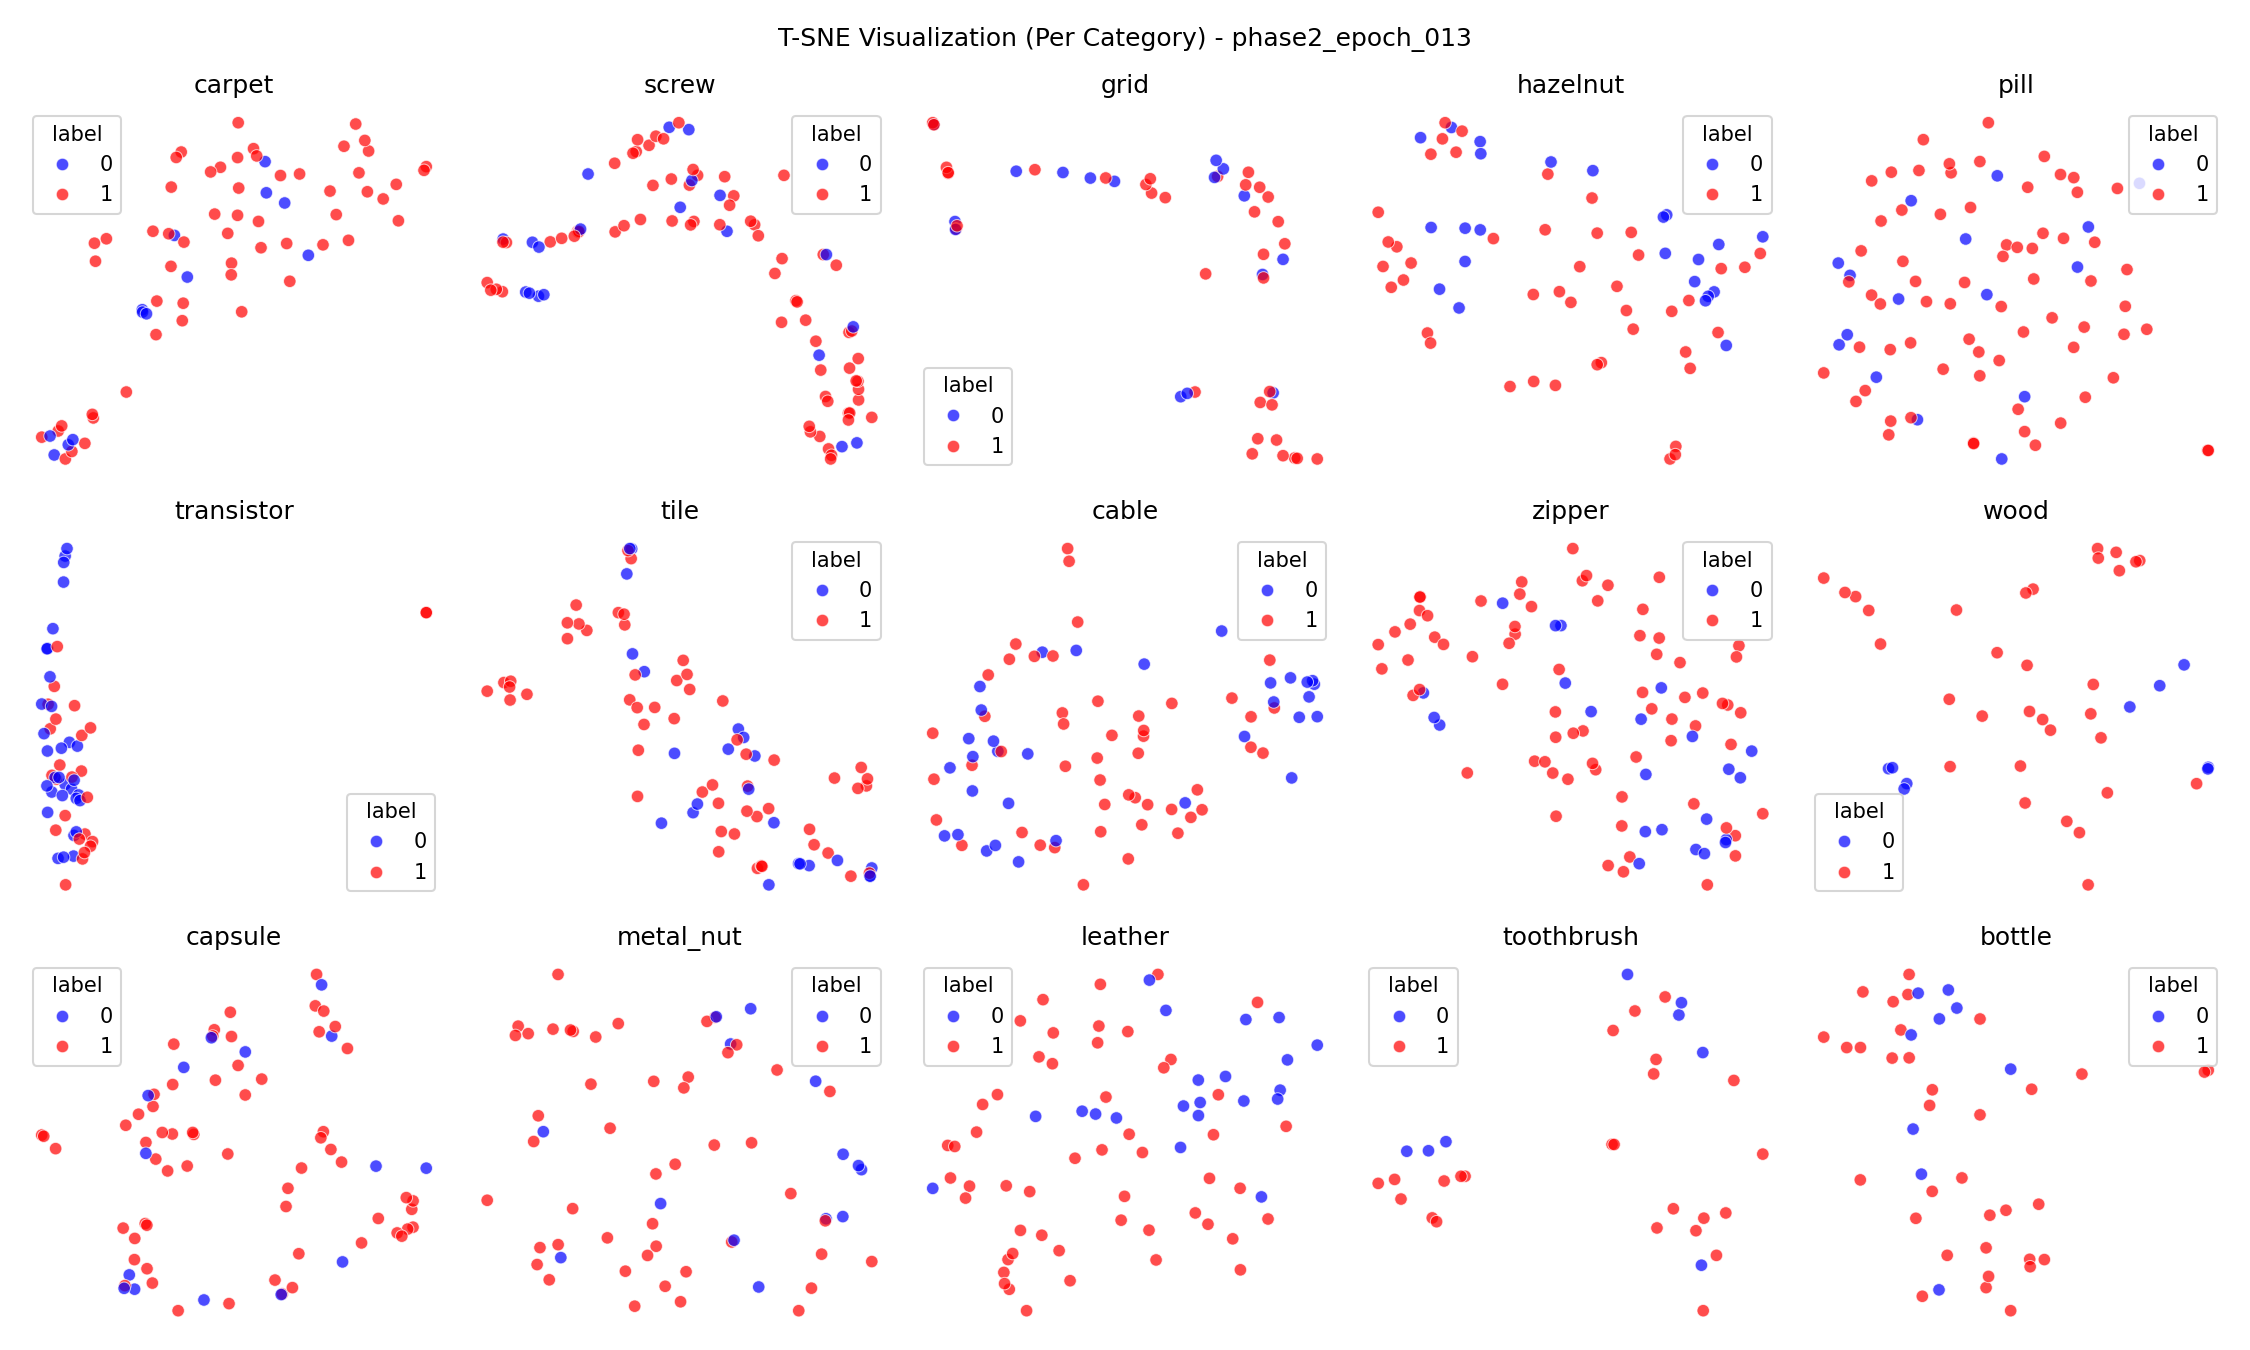 T-SNE Visualization (Per Category) - phase2_epoch_013
carpet
label
0
1
screw
label
0
1
grid
label
0
1
hazelnut
label
0
1
pill
label
0
1
transistor
label
0
1
tile
label
0
1
cable
label
0
1
zipper
label
0
1
wood
label
0
1
capsule
label
0
1
metal_nut
label
0
1
leather
label
0
1
toothbrush
label
0
1
bottle
label
0
1